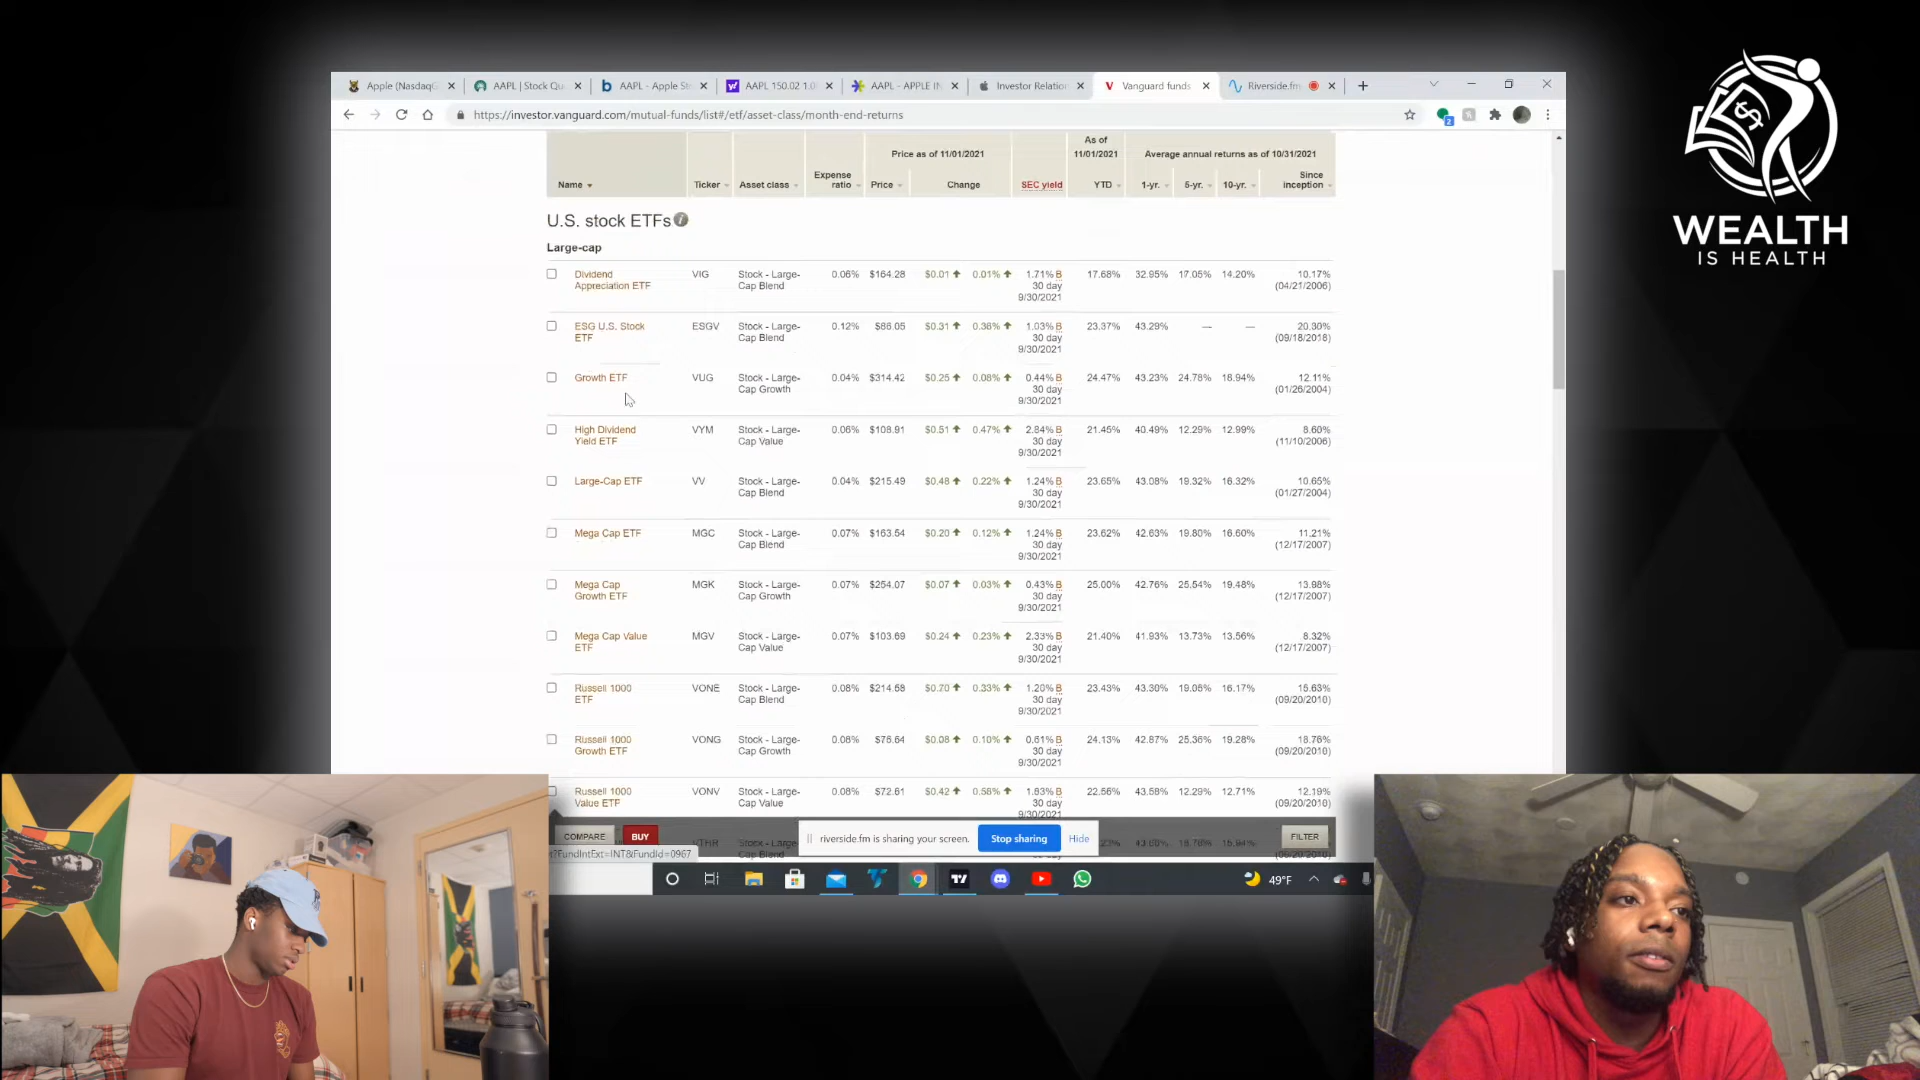 Apple (NasdaqG
AAPL | Stock Qu
AAPL - Apple St
AAPL 150.02 1.0
AAPL - APPLE IN
Investor Relation
Vanguard funds
Riverside.fm
https://investor.vanguard.com/mutual-funds/list#/etf/asset-class/month-end-returns
WEALTH
IS HEALTH
Name
Ticker
Asset class
Expense
ratio
Price as of 11/01/2021
Price
Change
SEC yield
As of
11/01/2021
YTD
Average annual returns as of 10/31/2021
1-yr.
5-yr.
10-yr.
Since
inception
U.S. stock ETFs
Large-cap
Dividend VIG Stock - Large- 0.06% $164.28 $0.01 0.01% 1.71% B 17.68% 32.95% 17.05% 14.20% 10.17%
Appreciation ETF Cap Blend 30 day (04/21/2006)
9/30/2021
ESG U.S. Stock ESGV Stock - Large- 0.12% $86.05 $0.31 0.36% 1.03% B 23.37% 43.29% — — 20.30%
ETF Cap Blend 30 day (09/18/2018)
9/30/2021
Growth ETF VUG Stock - Large- 0.04% $314.42 $0.25 0.08% 0.44% B 24.47% 43.23% 24.78% 18.94% 12.11%
Cap Growth 30 day (01/26/2004)
9/30/2021
High Dividend VYM Stock - Large- 0.06% $108.91 $0.51 0.47% 2.84% B 21.45% 40.49% 12.29% 12.99% 8.60%
Yield ETF Cap Value 30 day (11/10/2006)
9/30/2021
Large-Cap ETF VV Stock - Large- 0.04% $215.49 $0.48 0.22% 1.24% B 23.65% 43.08% 19.32% 16.32% 10.65%
Cap Blend 30 day (01/27/2004)
9/30/2021
Mega Cap ETF MGC Stock - Large- 0.07% $163.54 $0.20 0.12% 1.24% B 23.62% 42.63% 19.80% 16.60% 11.21%
Cap Blend 30 day (12/17/2007)
9/30/2021
Mega Cap MGK Stock - Large- 0.07% $254.07 $0.07 0.03% 0.43% B 25.00% 42.76% 25.54% 19.48% 13.98%
Growth ETF Cap Growth 30 day (12/17/2007)
9/30/2021
Mega Cap Value MGV Stock - Large- 0.07% $103.69 $0.24 0.23% 2.33% B 21.40% 41.93% 13.73% 13.56% 8.32%
ETF Cap Value 30 day (12/17/2007)
9/30/2021
Russell 1000 VONE Stock - Large- 0.08% $214.58 $0.70 0.33% 1.20% B 23.43% 43.30% 19.05% 16.17% 15.63%
ETF Cap Blend 30 day (09/20/2010)
9/30/2021
Russell 1000 VONG Stock - Large- 0.08% $76.64 $0.08 0.10% 0.61% B 24.13% 42.87% 25.36% 19.28% 18.76%
Growth ETF Cap Growth 30 day (09/20/2010)
9/30/2021
Russell 1000 VONV Stock - Large- 0.08% $72.61 $0.42 0.58% 1.83% B 22.56% 43.58% 12.29% 12.71% 12.19%
Value ETF Cap Value 30 day (09/20/2010)
9/30/2021
COMPARE
BUY
riverside.fm is sharing your screen.
Stop sharing
Hide
FILTER
?FundIntExt=INT&FundId=0967
49°F